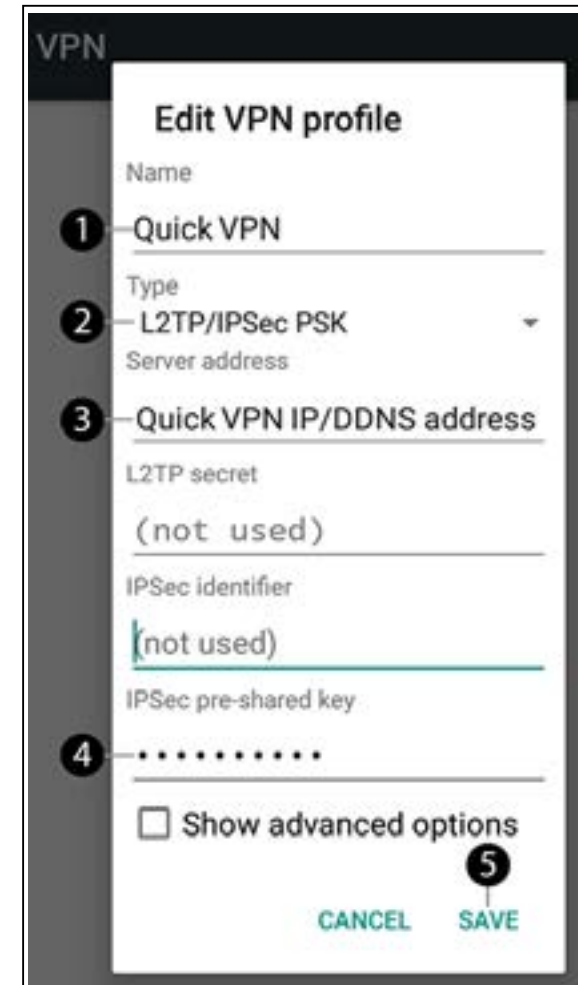 VPN
Edit VPN profile
Name
1 Quick VPN
Type
2 L2TP/IPSec PSK
Server address
3 Quick VPN IP/DDNS address
L2TP secret
(not used)
IPSec identifier
(not used)
IPSec pre-shared key
4 ••••••••••
Show advanced options
5
CANCEL SAVE